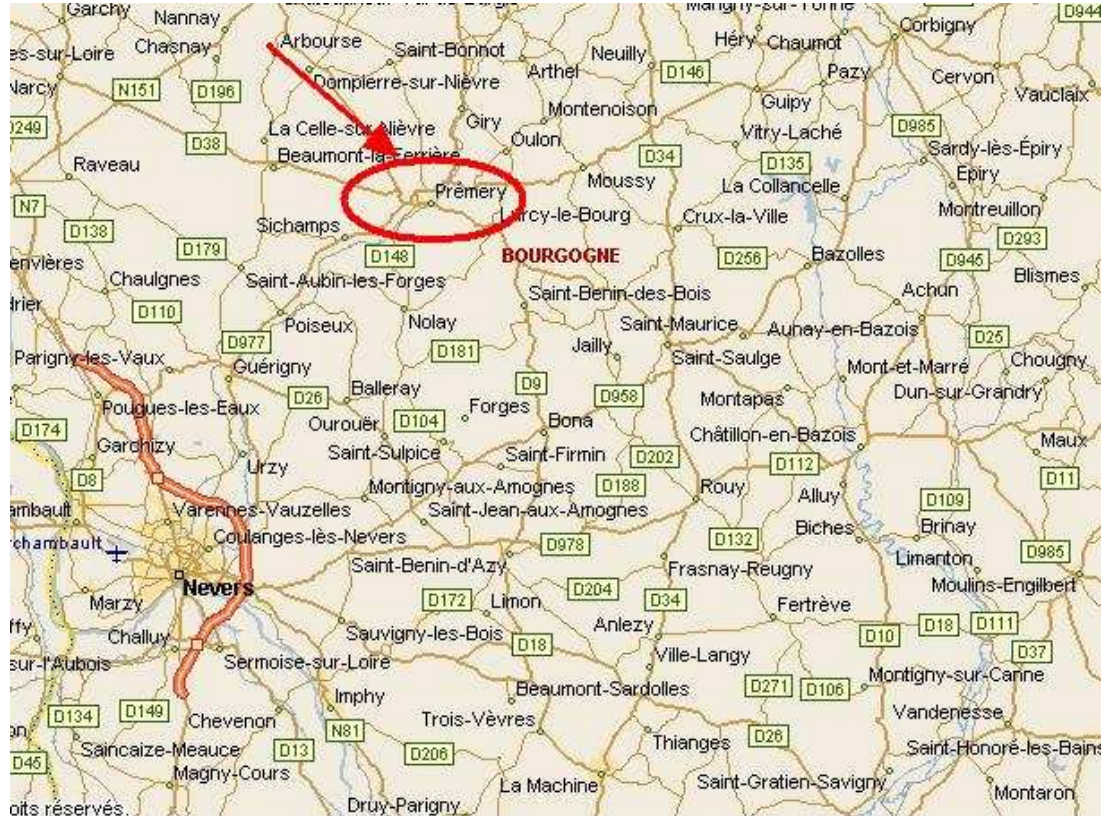 Garchy
Nannay
Corbigny
D944
es-sur-Loire
Chasnay
Arbourse
Saint-Bonnot
Neuilly
Héry
Chaumot
Arthel
D146
Pazy
Cervon
Narcy
N151
D196
Dompierre-sur-Nièvre
Vauclaix
Montenoison
Guipy
D249
La Celle-sur-Nièvre
Giry
Oulon
Vitry-Laché
D985
D38
Beaumont-la-Ferrière
D34
D135
Sardy-lès-Épiry
Raveau
Moussy
La Collancelle
Epiry
N7
Prémery
Montreuillon
Sichamps
Lurcy-le-Bourg
Crux-la-Ville
D138
D179
D148
BOURGOGNE
D256
Bazolles
D293
D945
envières
Chaulgnes
Saint-Aubin-les-Forges
Blismes
Saint-Benin-des-Bois
Achun
drier
D110
Poiseux
Nolay
Saint-Maurice
Aunay-en-Bazois
D25
D977
D181
Jailly
Parigny-les-Vaux
Guérigny
Saint-Saulge
Mont-et-Marré
Chougny
D26
Balleray
D9
D958
Montapas
Dun-sur-Grandry
Pougues-les-Eaux
Forges
D174
Ourouër
D104
Bona
Châtillon-en-Bazois
Maux
Garchizy
Saint-Sulpice
Saint-Firmin
D202
D112
Urzy
D8
Montigny-aux-Amognes
D188
Rouy
Alluy
D11
ambault
Varennes-Vauzelles
Saint-Jean-aux-Amognes
D109
Biches
Brinay
rchambault
Coulanges-lès-Nevers
D978
D132
Limanton
D985
Saint-Benin-d'Azy
Frasnay-Reugny
Moulins-Engilbert
Nevers
D204
Marzy
D172
Limon
D34
Fertrève
ffy
Challuy
Sauvigny-les-Bois
Anlezy
D10
D18
D111
D18
D37
sur-l'Aubois
Sermoise-sur-Loire
Ville-Langy
Imphy
Beaumont-Sardolles
D271
D106
Montigny-sur-Canne
D134
D149
Chevenon
N81
Trois-Vèvres
Vandenesse
D45
Saincaize-Meauce
D13
D206
Thianges
D26
Saint-Honoré-les-Bains
Magny-Cours
La Machine
Saint-Gratien-Savigny
Montaron
oits réservés.
Druy-Parigny